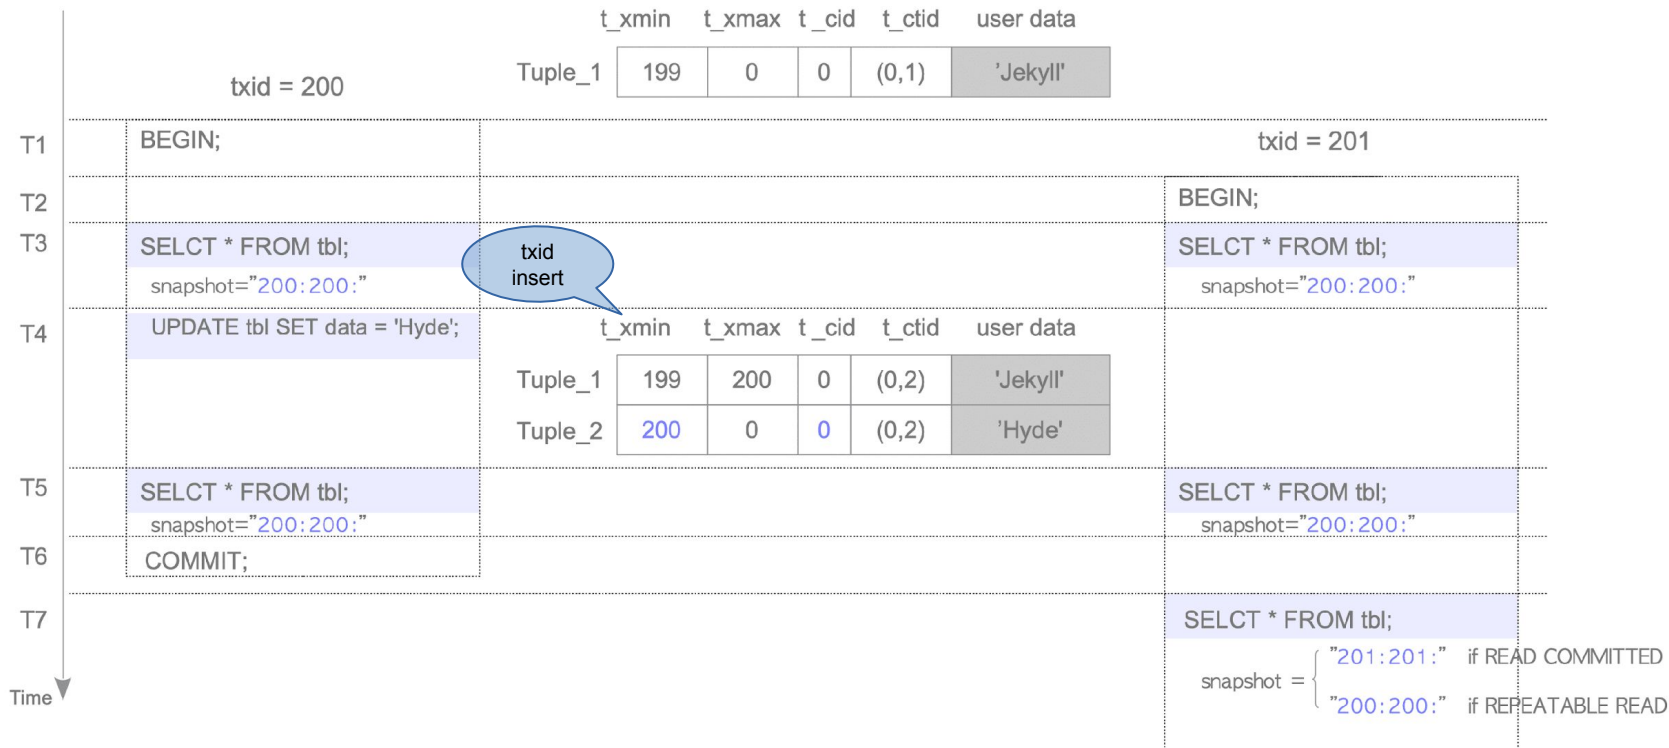 t_xmin t_xmax t _cid t_ctid user data
Tuple_1 199 0 0 (0,1) 'Jekyll'
txid = 200
T1 BEGIN; txid = 201
T2 BEGIN;
T3 SELCT * FROM tbl; txid SELCT * FROM tbl;
insert
snapshot="200:200:" snapshot="200:200:"
T4 UPDATE tbl SET data = 'Hyde'; t_xmin t_xmax t _cid t_ctid user data
Tuple_1 199 200 0 (0,2) 'Jekyll'
Tuple_2 200 0 0 (0,2) 'Hyde'
T5 SELCT * FROM tbl; SELCT * FROM tbl;
snapshot="200:200:" snapshot="200:200:"
T6 COMMIT;
T7 SELCT * FROM tbl;
"201:201:" if READ COMMITTED
snapshot =
"200:200:" if REPEATABLE READ
Time